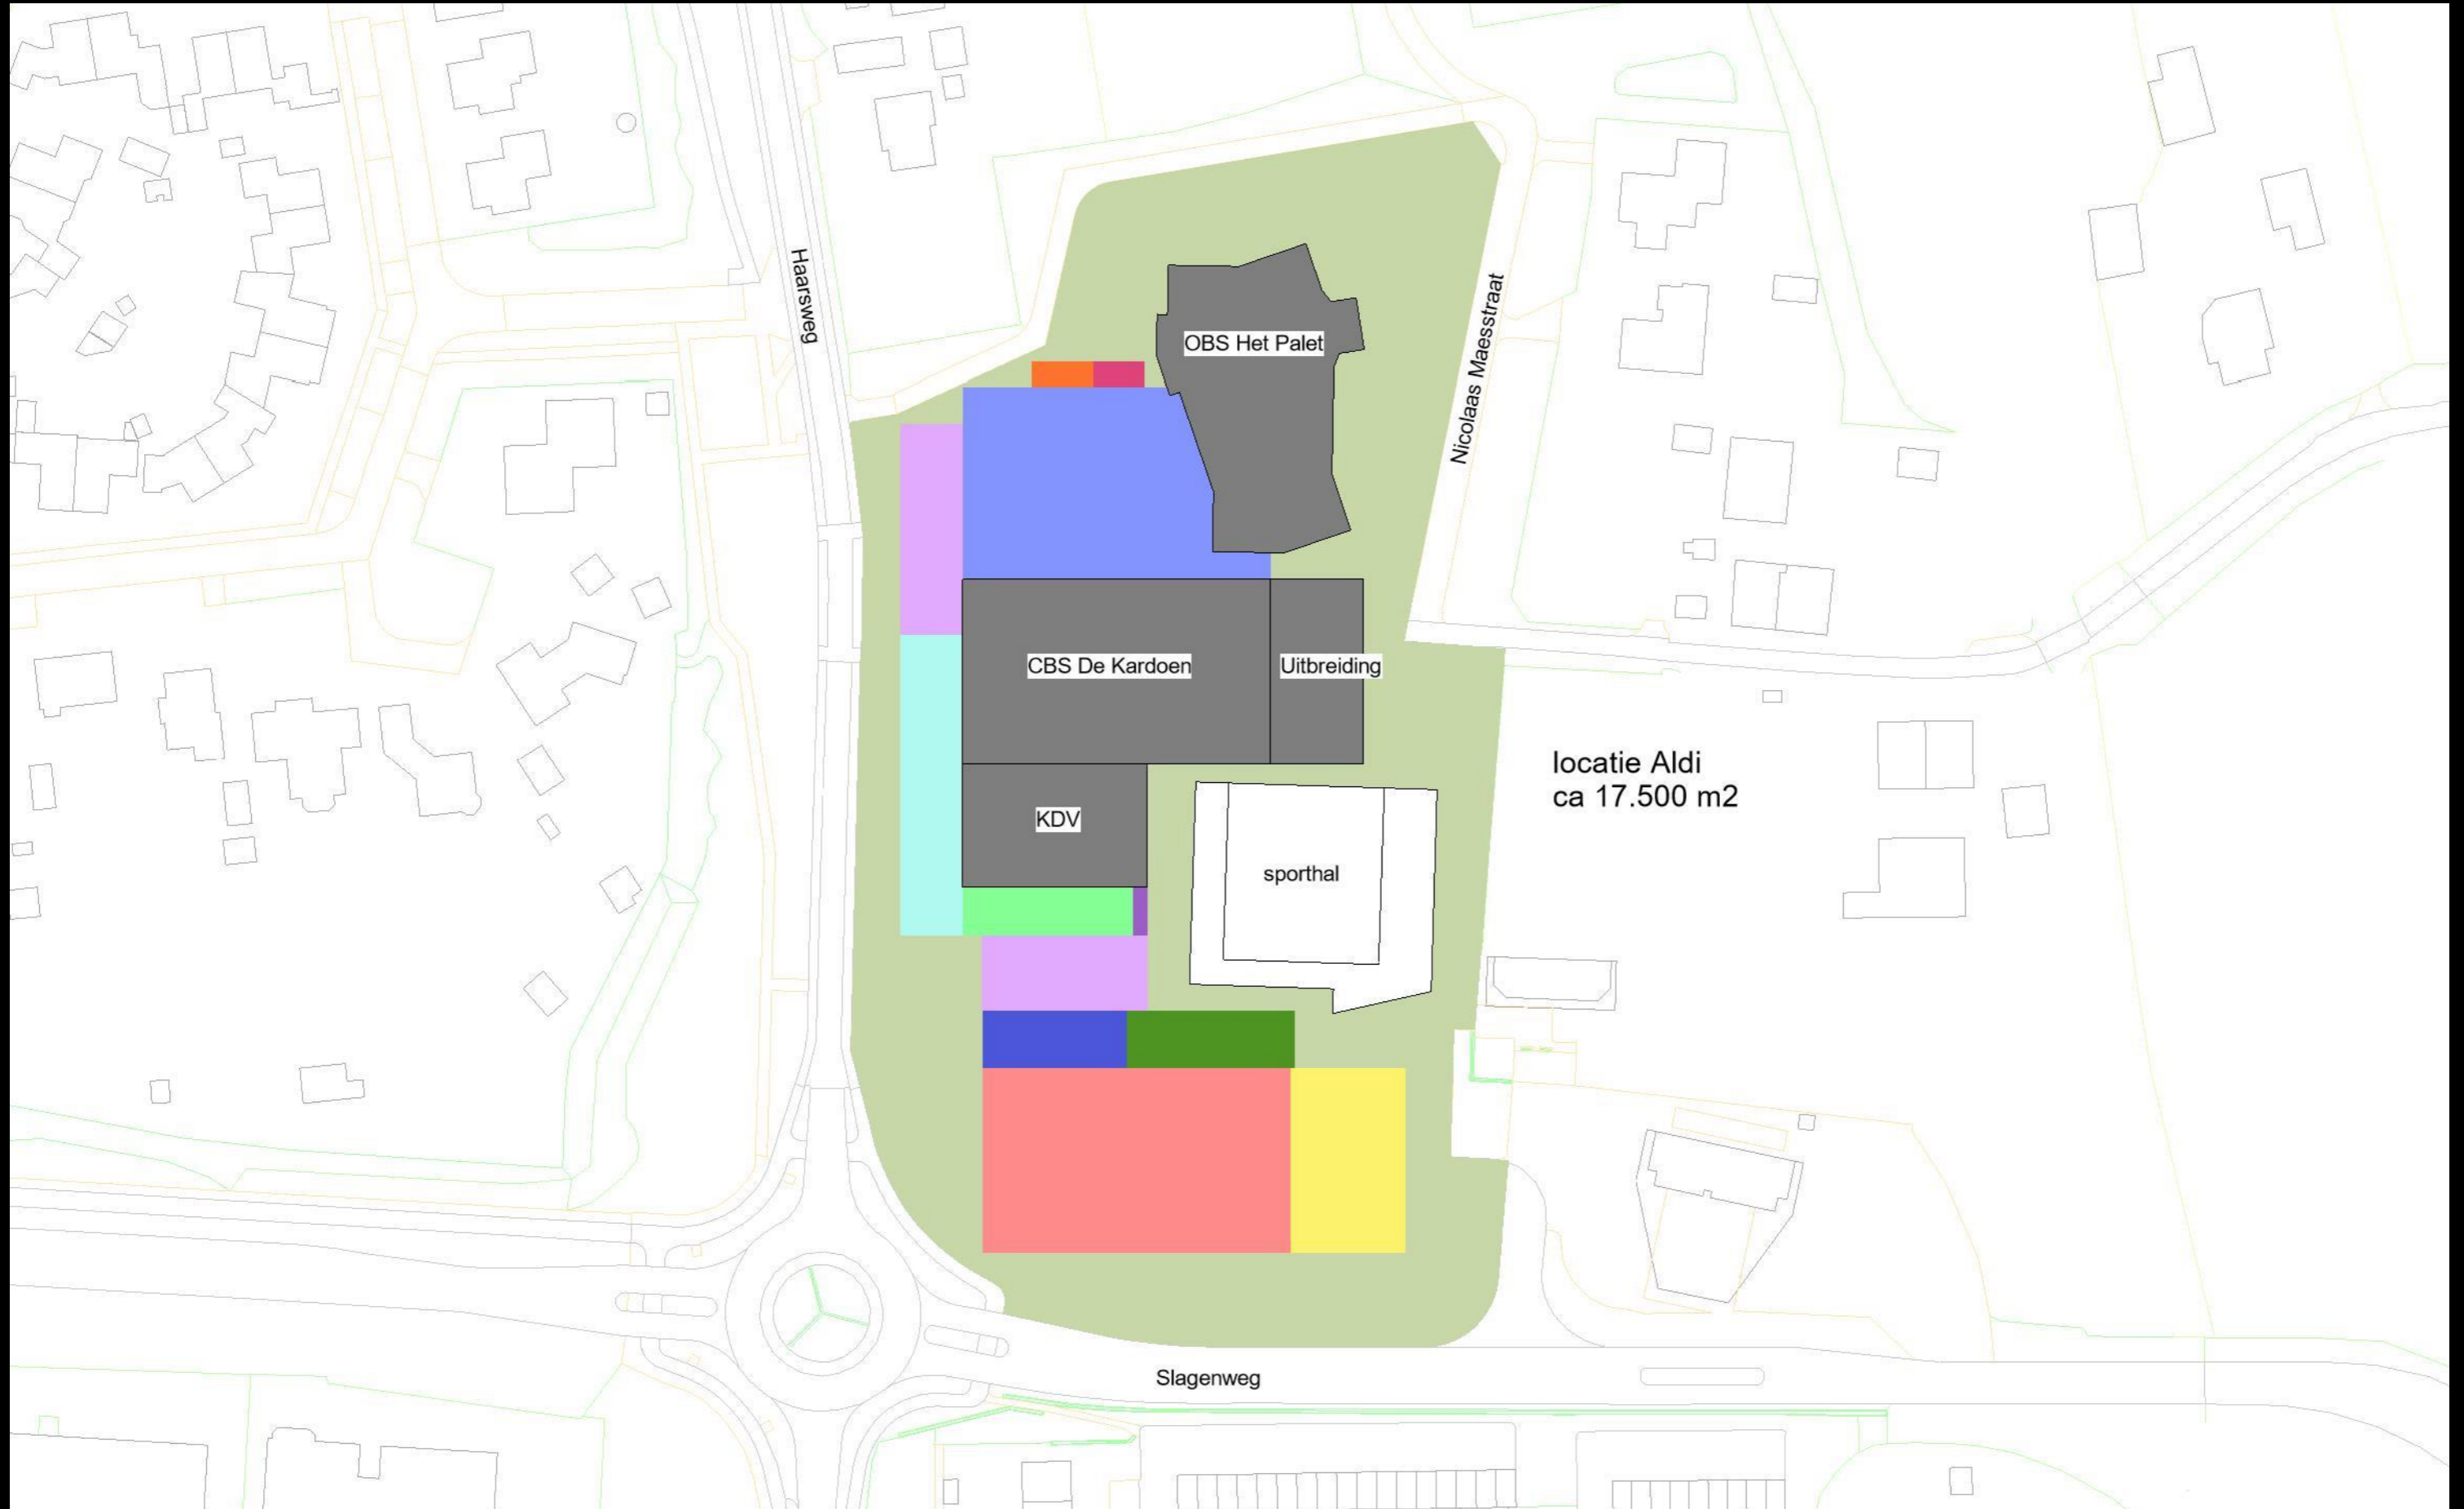 Haarsweg
OBS Het Palet
Nicolaas Maesstraat
CBS De Kardoen
Uitbreiding
locatie Aldi
ca 17.500 m2
KDV
sporthal
Slagenweg